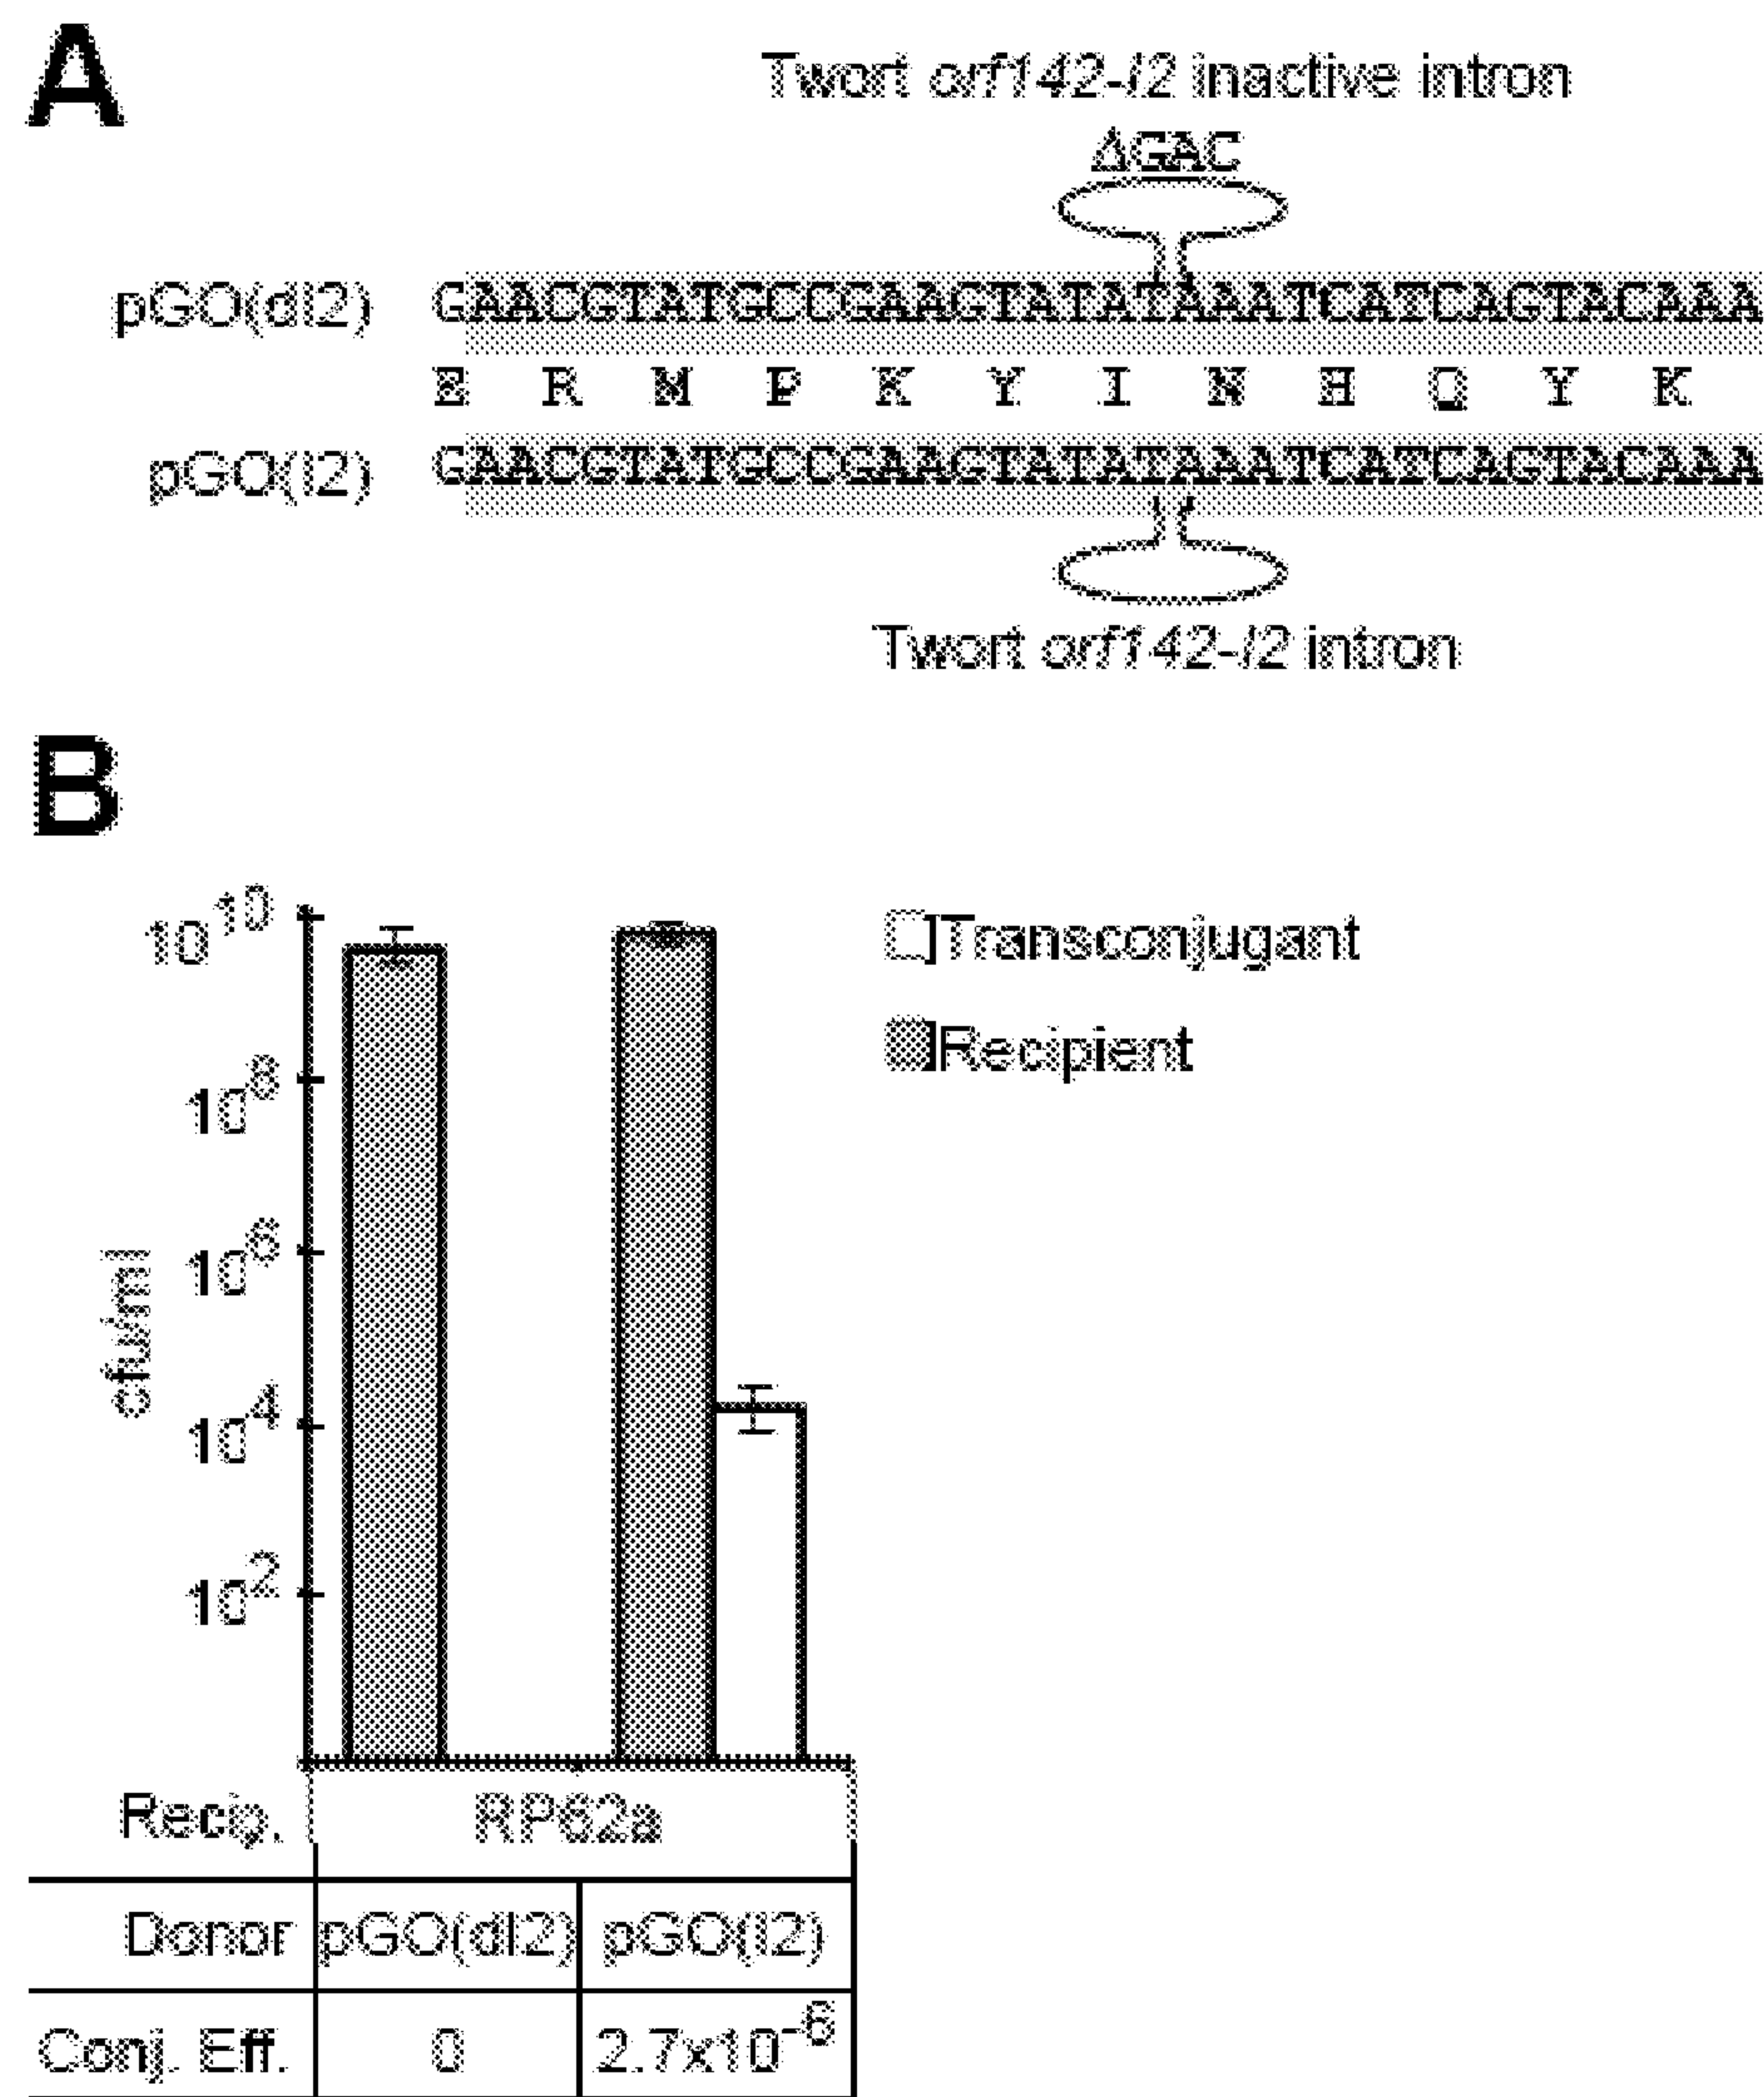 A
Twort orf142-I2 inactive intron
ΔGAC
pGO(dI2) GAACGTATGCCGAAGTATATAAATCATCAGTACAAA
E R M P K Y I N H Q Y K
pGO(I2) GAACGTATGCCGAAGTATATAAATCATCAGTACAAA
Twort orf142-I2 intron
B
10^10
10^8
10^6
10^4
10^2
cfu/ml
Transconjugant
Recipient
Recip. RP62a
Donor pGO(dI2) pGO(I2)
Conj. Eff. 0 2.7x10^-6